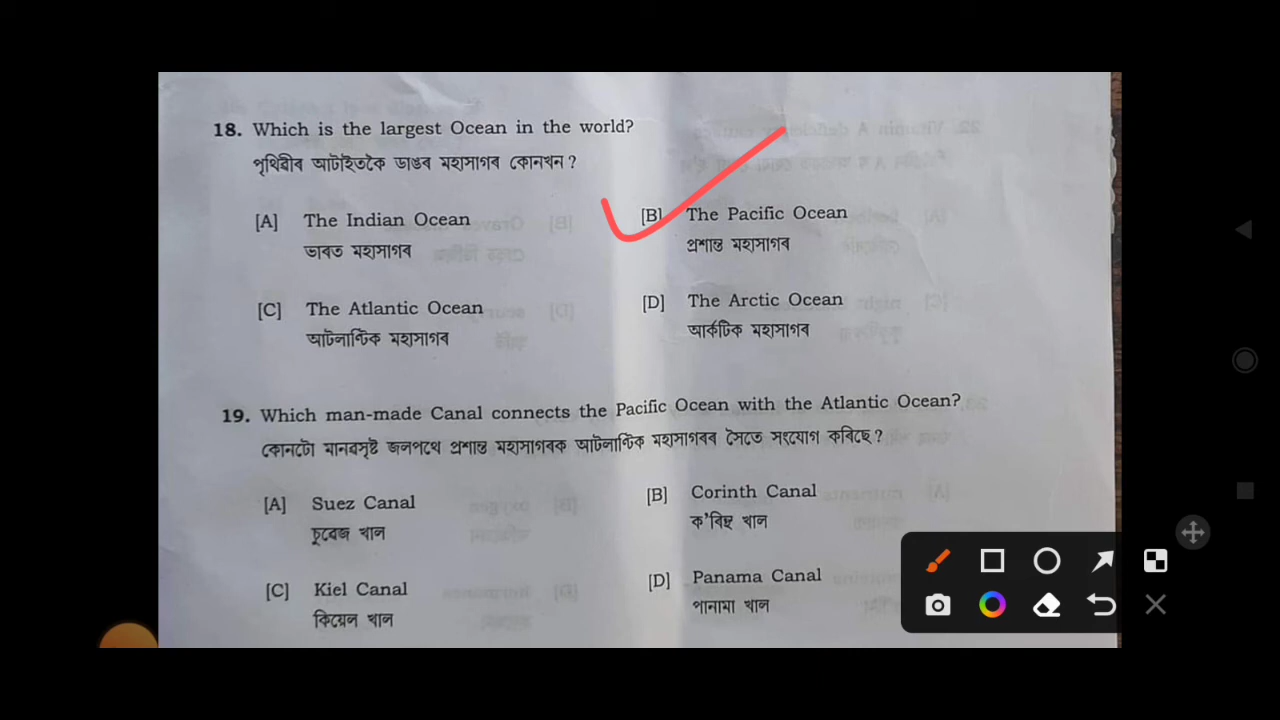 18. Which is the largest Ocean in the world?
পৃথিৱীৰ আটাইতকৈ ডাঙৰ মহাসাগৰ কোনখন ?
[A] The Indian Ocean [B] The Pacific Ocean
ভাৰত মহাসাগৰ প্ৰশান্ত মহাসাগৰ
[C] The Atlantic Ocean [D] The Arctic Ocean
আটলাণ্টিক মহাসাগৰ আৰ্কটিক মহাসাগৰ
19. Which man-made Canal connects the Pacific Ocean with the Atlantic Ocean?
কোনটো মানৱসৃষ্ট জলপথে প্ৰশান্ত মহাসাগৰক আটলাণ্টিক মহাসাগৰৰ সৈতে সংযোগ কৰিছে ?
[A] Suez Canal [B] Corinth Canal
চুৱেজ খাল ক'ৰিন্থ খাল
[C] Kiel Canal [D] Panama Canal
কিয়েল খাল পানামা খাল